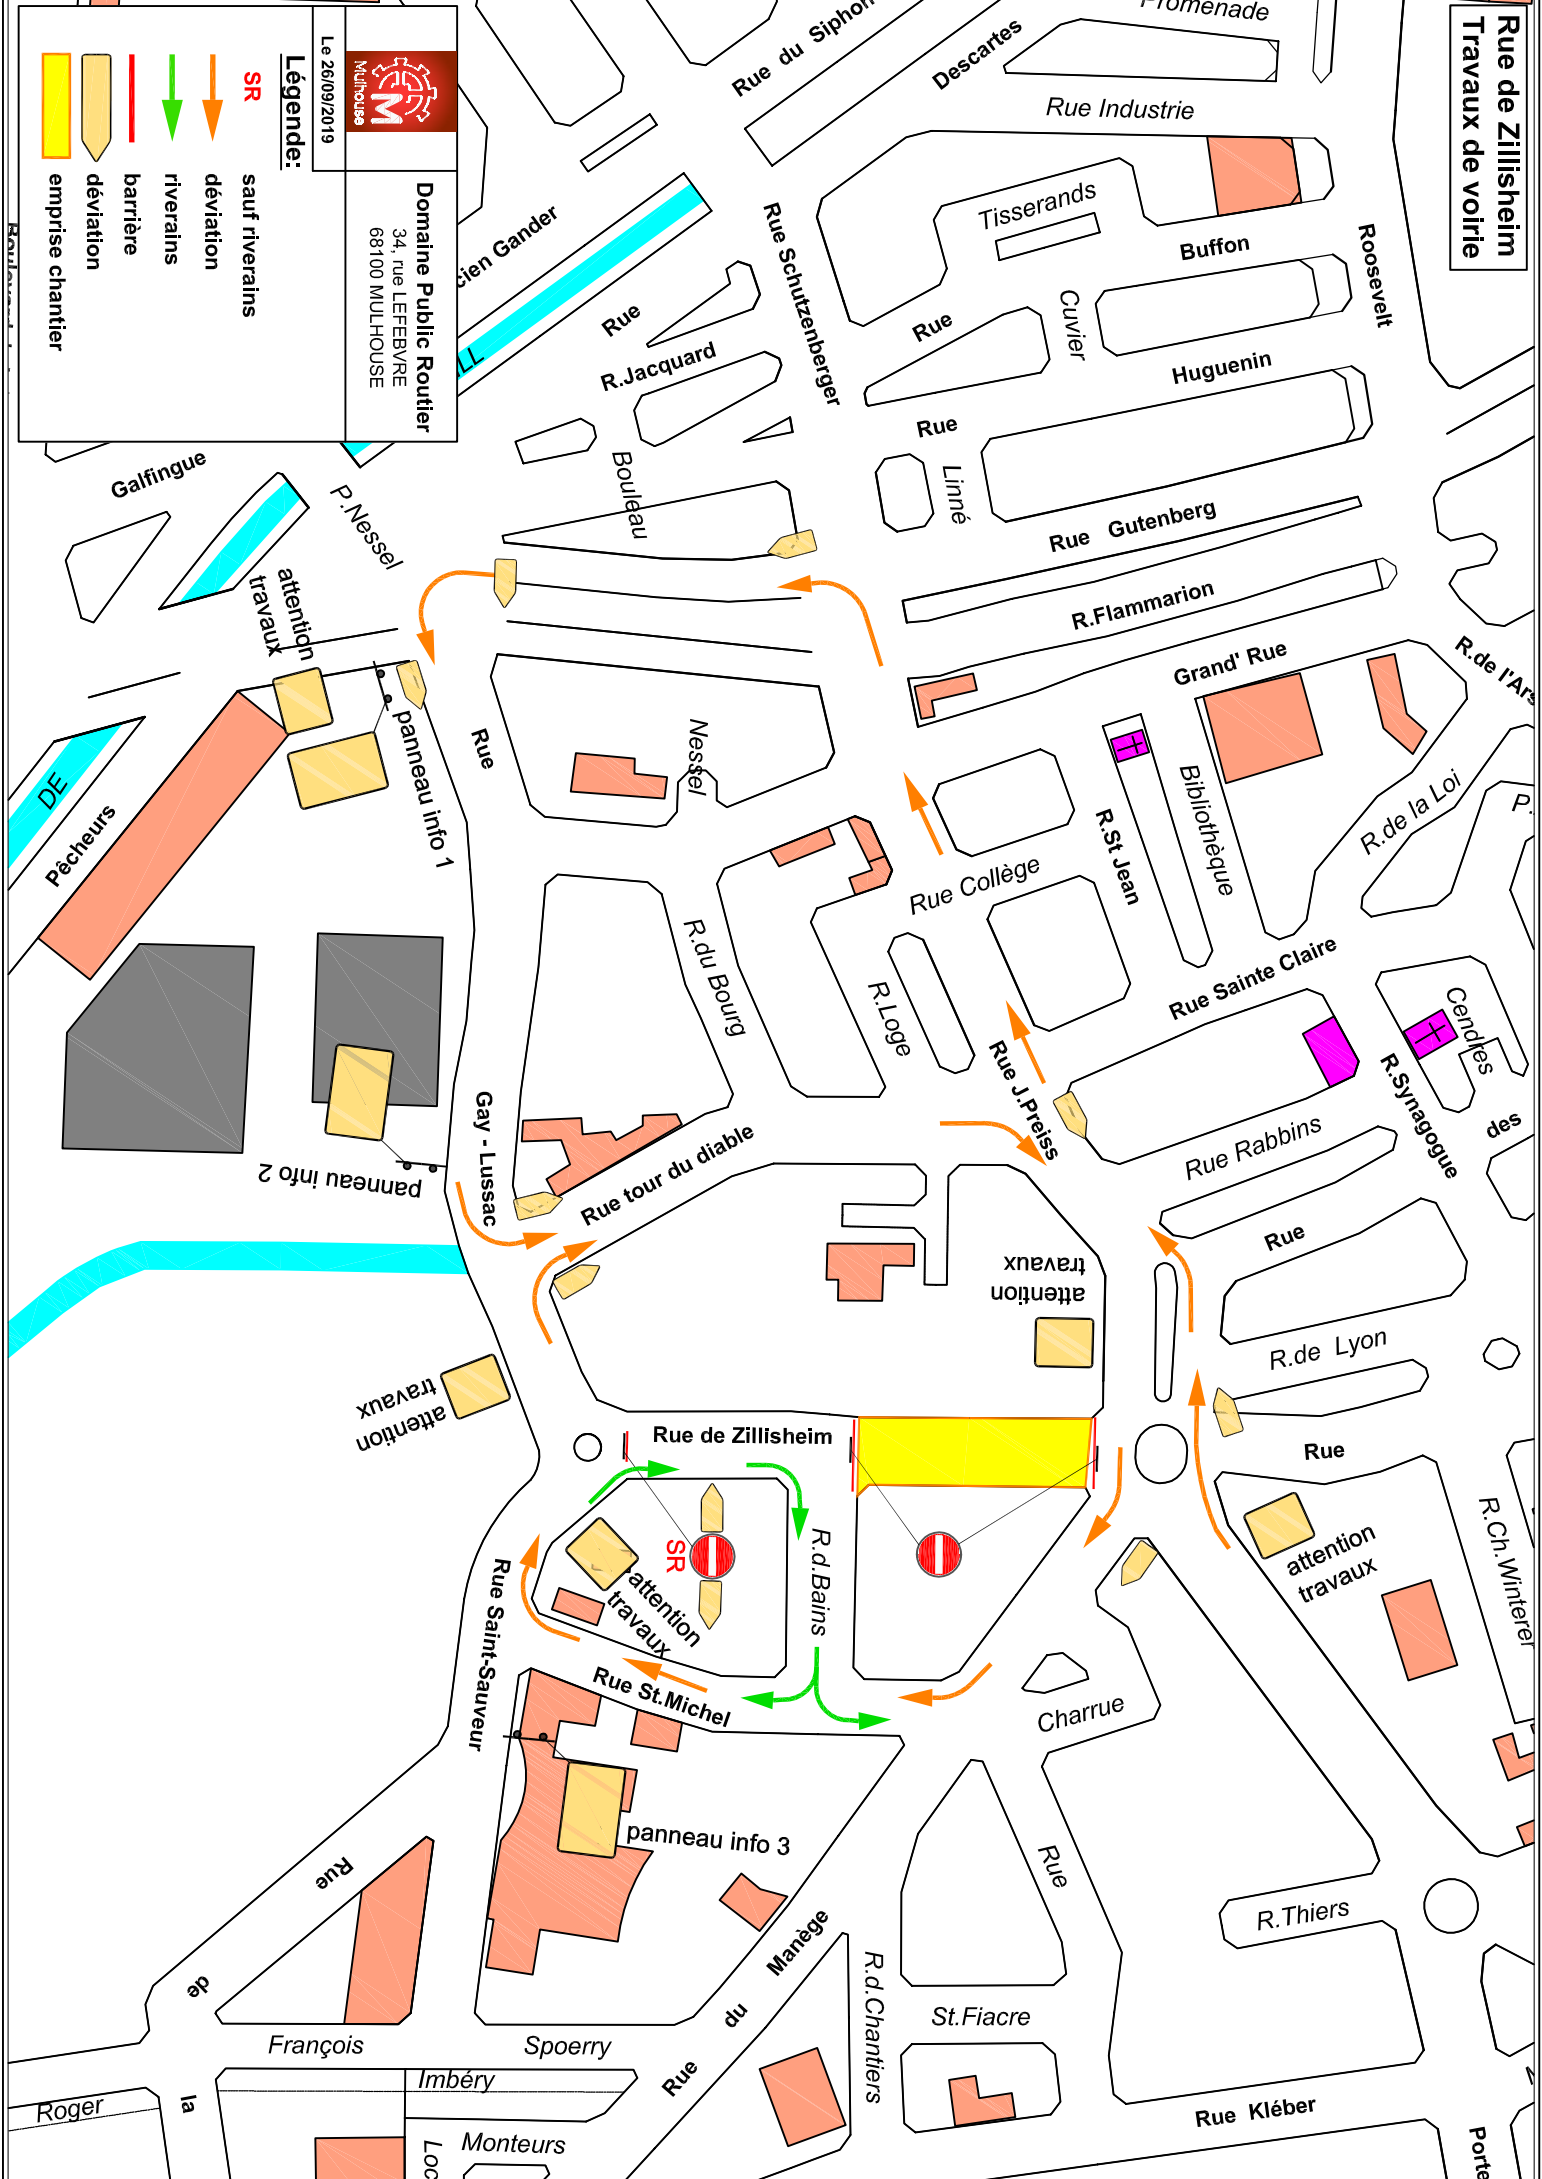 Rue de Zillisheim
Travaux de voirie
Mulhouse
Le 26/09/2019
Domaine Public Routier
34, rue LEFEBVRE
68100 MULHOUSE
Légende:
SR
sauf riverains
déviation
riverains
barrière
déviation
emprise chantier
Promenade
Rue du Siphon
Descartes
Rue Industrie
Tisserands
Buffon
Roosevelt
Rue Schutzenberger
Cuvier
Rue
Rue
R.Jacquard
Huguenin
Rue
Linné
Bouleau
Galfingue
P.Nessel
Rue Gutenberg
R.Flammarion
Grand' Rue
attention
travaux
panneau info 1
Rue
Nessel
R.St Jean
Bibliothèque
R.de la Loi
DE
Pêcheurs
Rue Collège
R.du Bourg
R.Loge
Rue Sainte Claire
Cendres
Rue J.Preiss
R.Synagogue
des
Rue Rabbins
Gay - Lussac
Rue tour du diable
panneau info 2
Rue
attention
travaux
R.de Lyon
attention
travaux
Rue de Zillisheim
Rue
R.Ch.Winterer
attention
travaux
SR
R.d.Bains
attention
travaux
Rue Saint-Sauveur
Rue St.Michel
Charrue
panneau info 3
Rue
R.Thiers
Rue
de
la
Rue du Manège
R.d.Chantiers
St.Fiacre
François
Spoerry
Imbéry
Roger
Monteurs
Rue Kléber
Porte